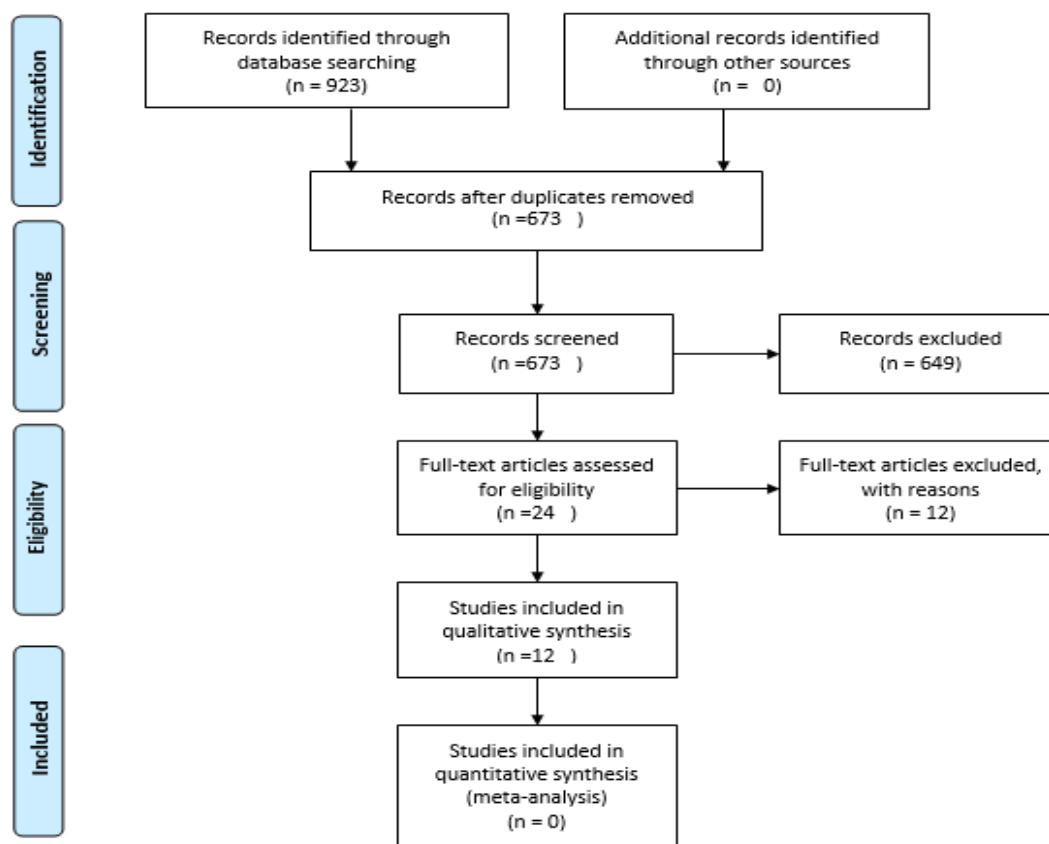 Identification
Records identified through
database searching
(n = 923)
Additional records identified
through other sources
(n =   0)
Records after duplicates removed
(n =673   )
Screening
Records screened
(n =673   )
Records excluded
(n = 649)
Eligibility
Full-text articles assessed
for eligibility
(n =24   )
Full-text articles excluded,
with reasons
(n = 12)
Studies included in
qualitative synthesis
(n =12   )
Included
Studies included in
quantitative synthesis
(meta-analysis)
(n = 0)